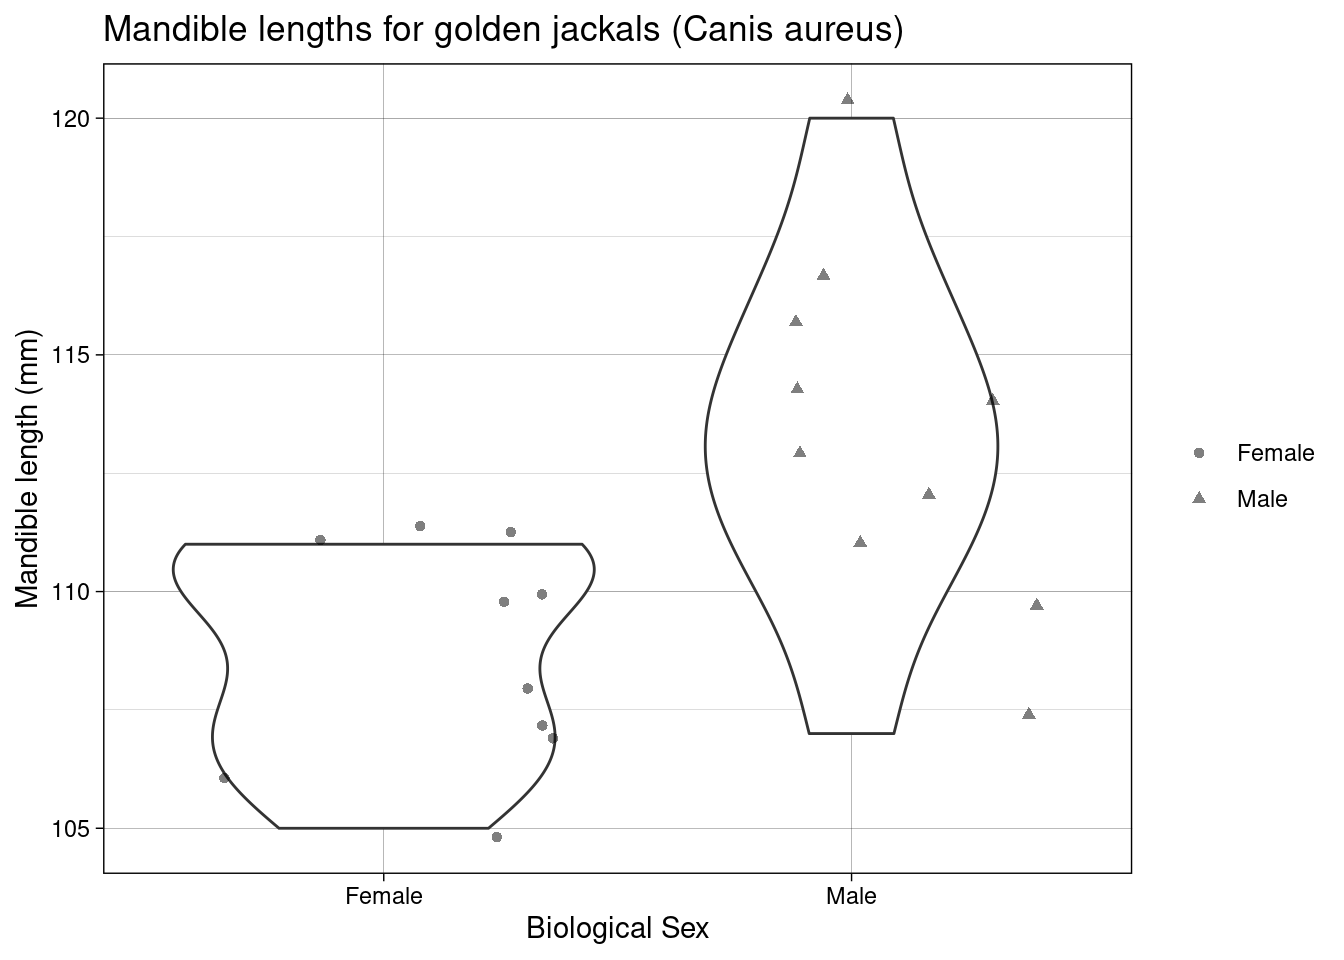 Mandible lengths for golden jackals (Canis aureus)
120
115
110
105
Mandible length (mm)
Female
Male
Biological Sex
Female
Male